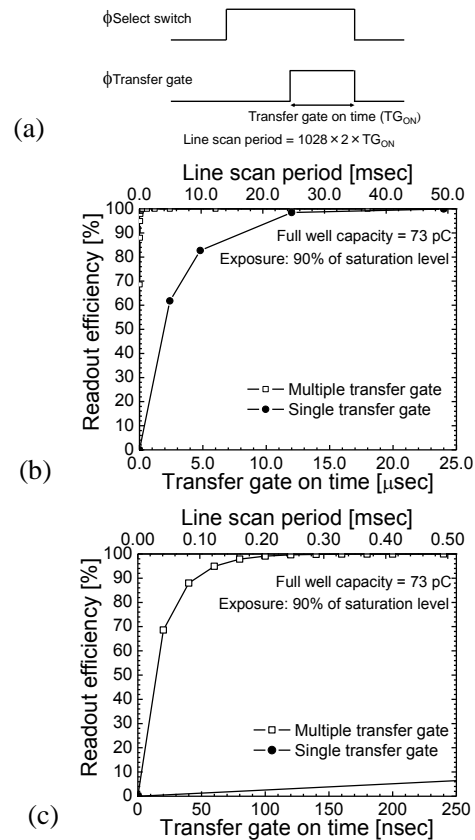 ϕSelect switch
ϕTransfer gate
Transfer gate on time (TG_ON)
(a)
Line scan period = 1028×2×TG_ON
Line scan period [msec]
0.0 10.0 20.0 30.0 40.0 50.0
100
90
80
70
60
50
40
30
20
10
0
Readout efficiency [%]
Full well capacity = 73 pC
Exposure: 90% of saturation level
Multiple transfer gate
Single transfer gate
0.0 5.0 10.0 15.0 20.0 25.0
(b)
Transfer gate on time [μsec]
Line scan period [msec]
0.00 0.10 0.20 0.30 0.40 0.50
100
90
80
70
60
50
40
30
20
10
0
Readout efficiency [%]
Full well capacity = 73 pC
Exposure: 90% of saturation level
Multiple transfer gate
Single transfer gate
0 50 100 150 200 250
(c)
Transfer gate on time [nsec]